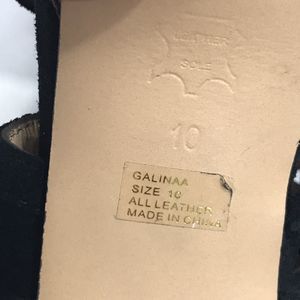 LEATHER
SOLE
10
GALINAA
SIZE 10
ALL LEATHER
MADE IN CHINA